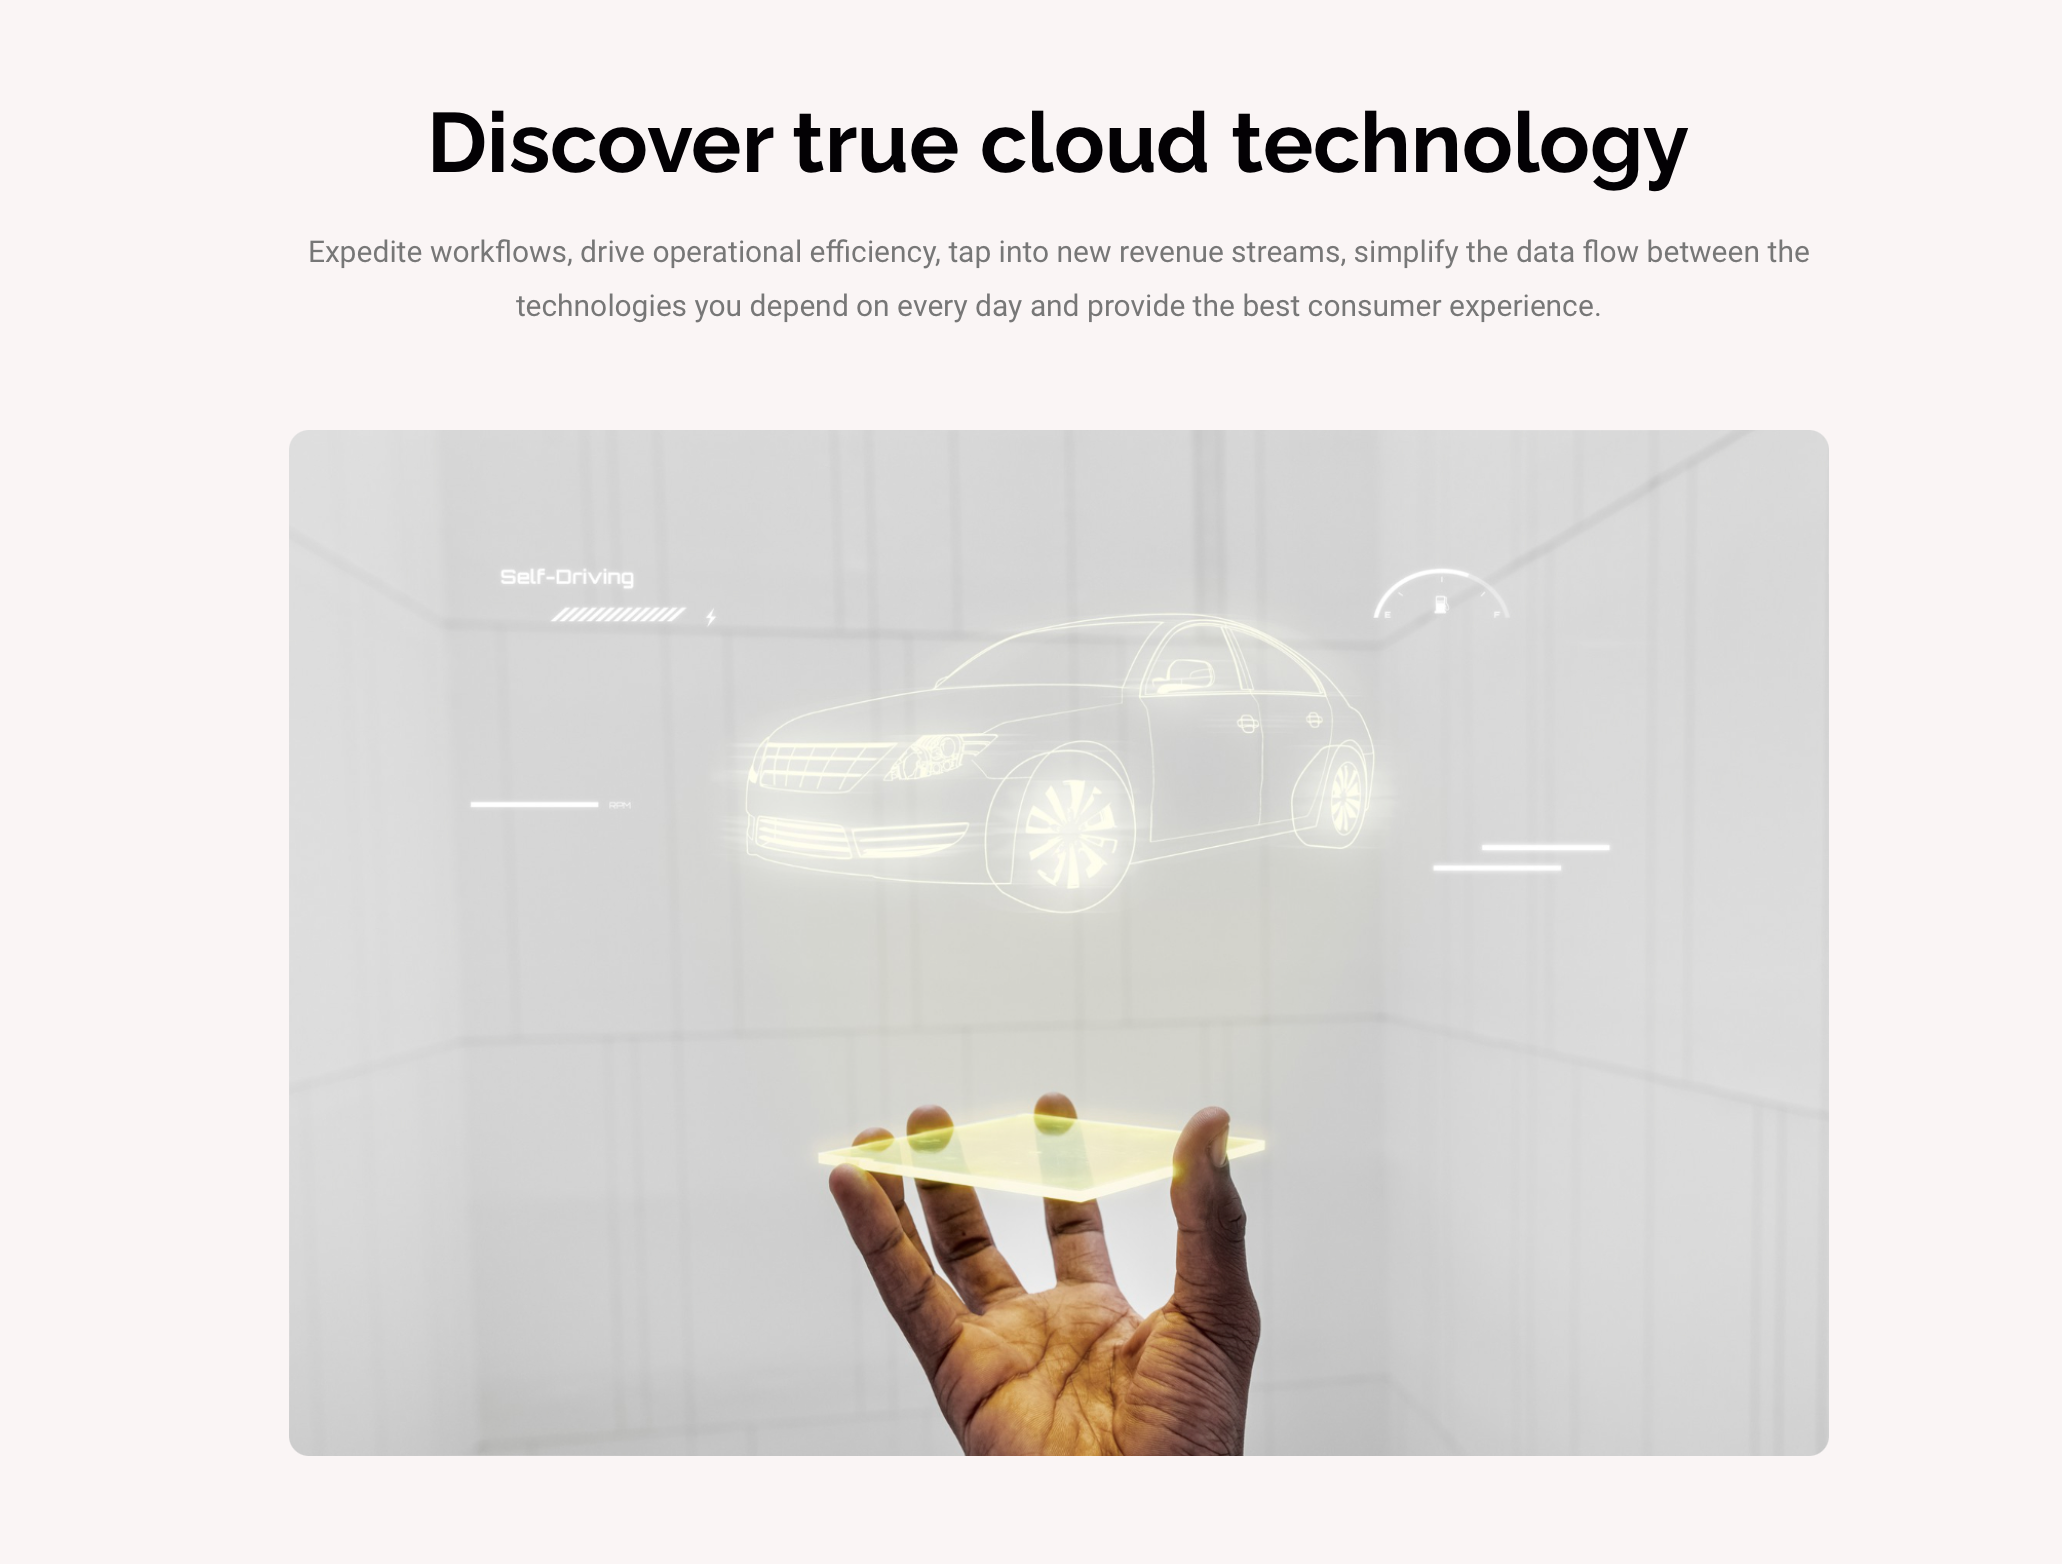 Discover true cloud technology
Expedite workflows, drive operational efficiency, tap into new revenue streams, simplify the data flow between the
technologies you depend on every day and provide the best consumer experience.
Self-Driving
E F
RPM